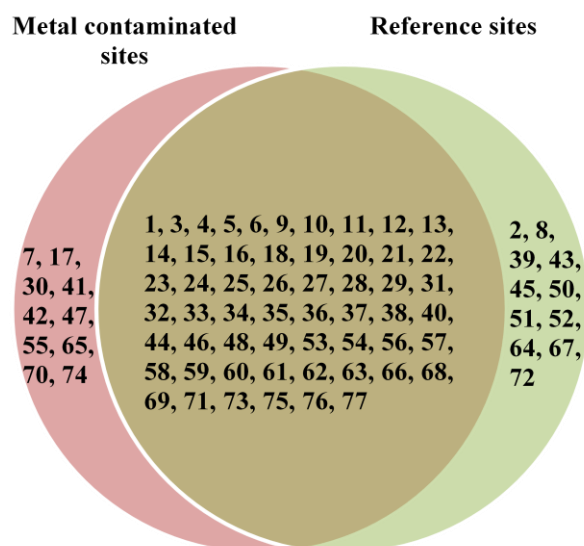 Metal contaminated
sites
Reference sites
7, 17,
30, 41,
42, 47,
55, 65,
70, 74
1, 3, 4, 5, 6, 9, 10, 11, 12, 13,
14, 15, 16, 18, 19, 20, 21, 22,
23, 24, 25, 26, 27, 28, 29, 31,
32, 33, 34, 35, 36, 37, 38, 40,
44, 46, 48, 49, 53, 54, 56, 57,
58, 59, 60, 61, 62, 63, 66, 68,
69, 71, 73, 75, 76, 77
2, 8,
39, 43,
45, 50,
51, 52,
64, 67,
72